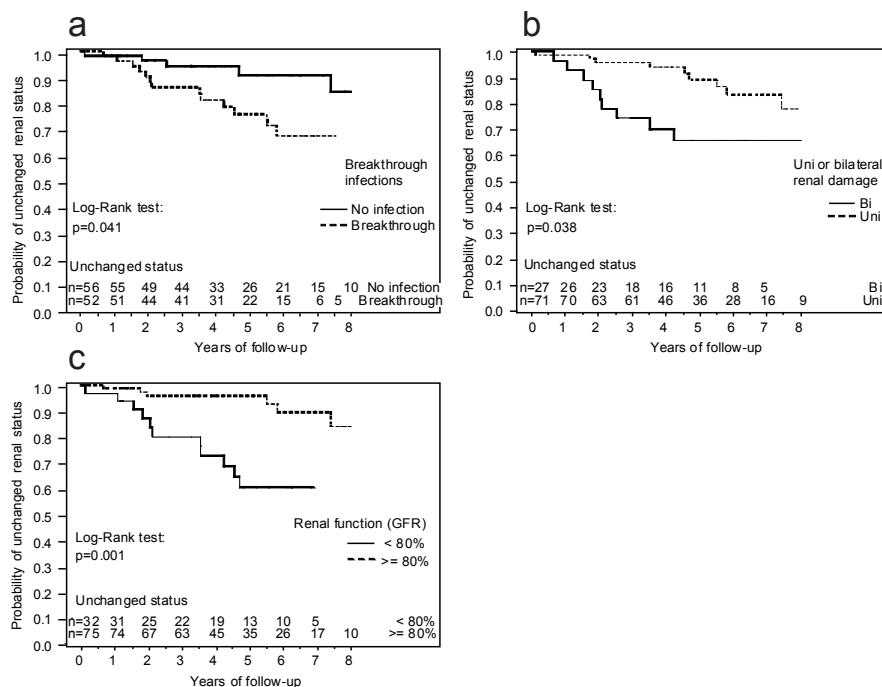 a
Probability of unchanged renal status
1.0
0.9
0.8
0.7
0.6
0.5
0.4
0.3
0.2
0.1
0.0
Breakthrough
infections
No infection
Breakthrough
Log-Rank test:
p=0.041
Unchanged status
n=56 55 49 44 33 26 21 15 10 No infection
n=52 51 44 41 31 22 15 6 5 Breakthrough
0 1 2 3 4 5 6 7 8
Years of follow-up
b
Probability of unchanged renal status
1.0
0.9
0.8
0.7
0.6
0.5
0.4
0.3
0.2
0.1
0.0
Uni or bilateral
renal damage
Bi
Uni
Log-Rank test:
p=0.038
Unchanged status
n=27 26 23 18 16 11 8 5 Bi
n=71 70 63 61 46 36 28 16 9 Uni
0 1 2 3 4 5 6 7 8
Years of follow-up
c
Probability of unchanged renal status
1.0
0.9
0.8
0.7
0.6
0.5
0.4
0.3
0.2
0.1
0.0
Renal function (GFR)
< 80%
>= 80%
Log-Rank test:
p=0.001
Unchanged status
n=32 31 25 22 19 13 10 5 < 80%
n=75 74 67 63 45 35 26 17 10 >= 80%
0 1 2 3 4 5 6 7 8
Years of follow-up